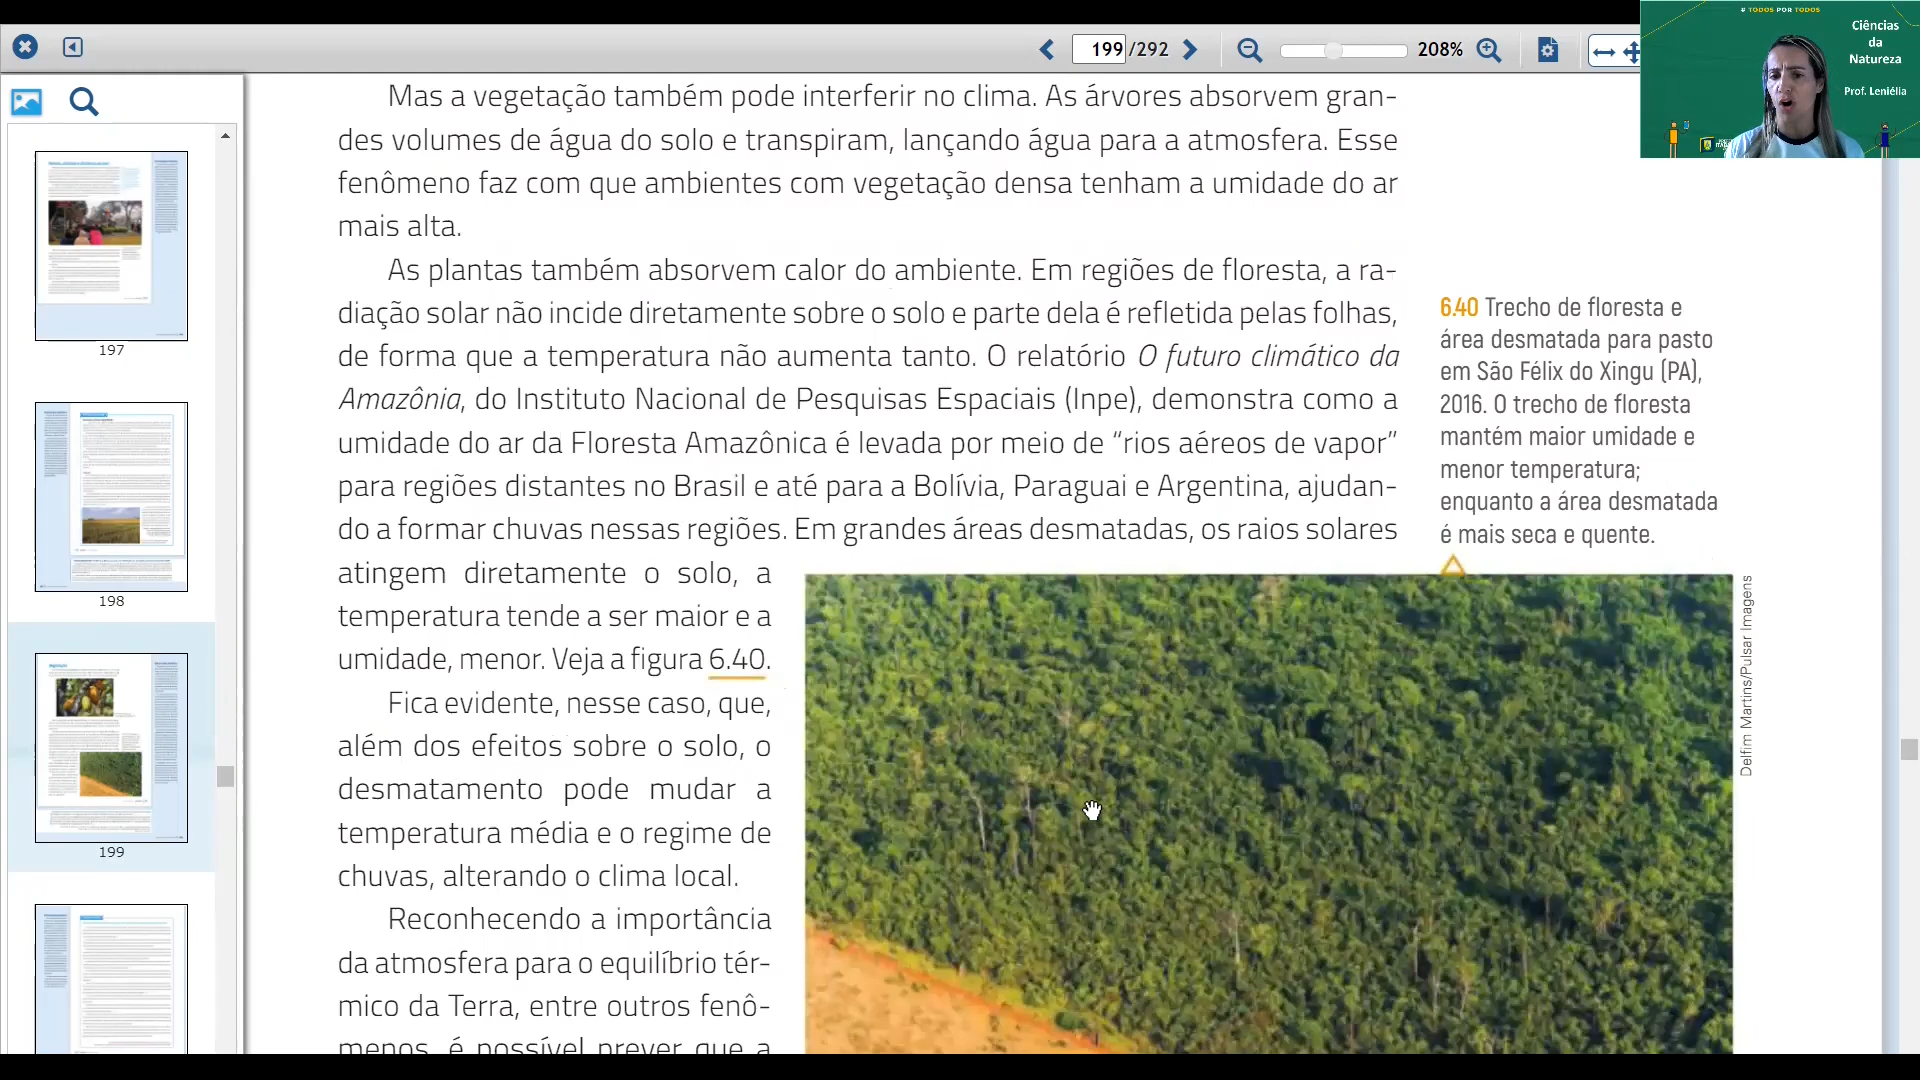 199 /292
208%
# TODOS POR TODOS
Ciências
da
Natureza
Prof. Leniélia
197
198
199
Mas a vegetação também pode interferir no clima. As árvores absorvem gran-
des volumes de água do solo e transpiram, lançando água para a atmosfera. Esse
fenômeno faz com que ambientes com vegetação densa tenham a umidade do ar
mais alta.
As plantas também absorvem calor do ambiente. Em regiões de floresta, a ra-
diação solar não incide diretamente sobre o solo e parte dela é refletida pelas folhas,
de forma que a temperatura não aumenta tanto. O relatório O futuro climático da
Amazônia, do Instituto Nacional de Pesquisas Espaciais (Inpe), demonstra como a
umidade do ar da Floresta Amazônica é levada por meio de “rios aéreos de vapor”
para regiões distantes no Brasil e até para a Bolívia, Paraguai e Argentina, ajudan-
do a formar chuvas nessas regiões. Em grandes áreas desmatadas, os raios solares
atingem diretamente o solo, a
temperatura tende a ser maior e a
umidade, menor. Veja a figura 6.40.
Fica evidente, nesse caso, que,
além dos efeitos sobre o solo, o
desmatamento pode mudar a
temperatura média e o regime de
chuvas, alterando o clima local.
Reconhecendo a importância
da atmosfera para o equilíbrio tér-
mico da Terra, entre outros fenô-
menos, é possível prever que a
6.40 Trecho de floresta e
área desmatada para pasto
em São Félix do Xingu (PA),
2016. O trecho de floresta
mantém maior umidade e
menor temperatura;
enquanto a área desmatada
é mais seca e quente.
Delfim Martins/Pulsar Imagens